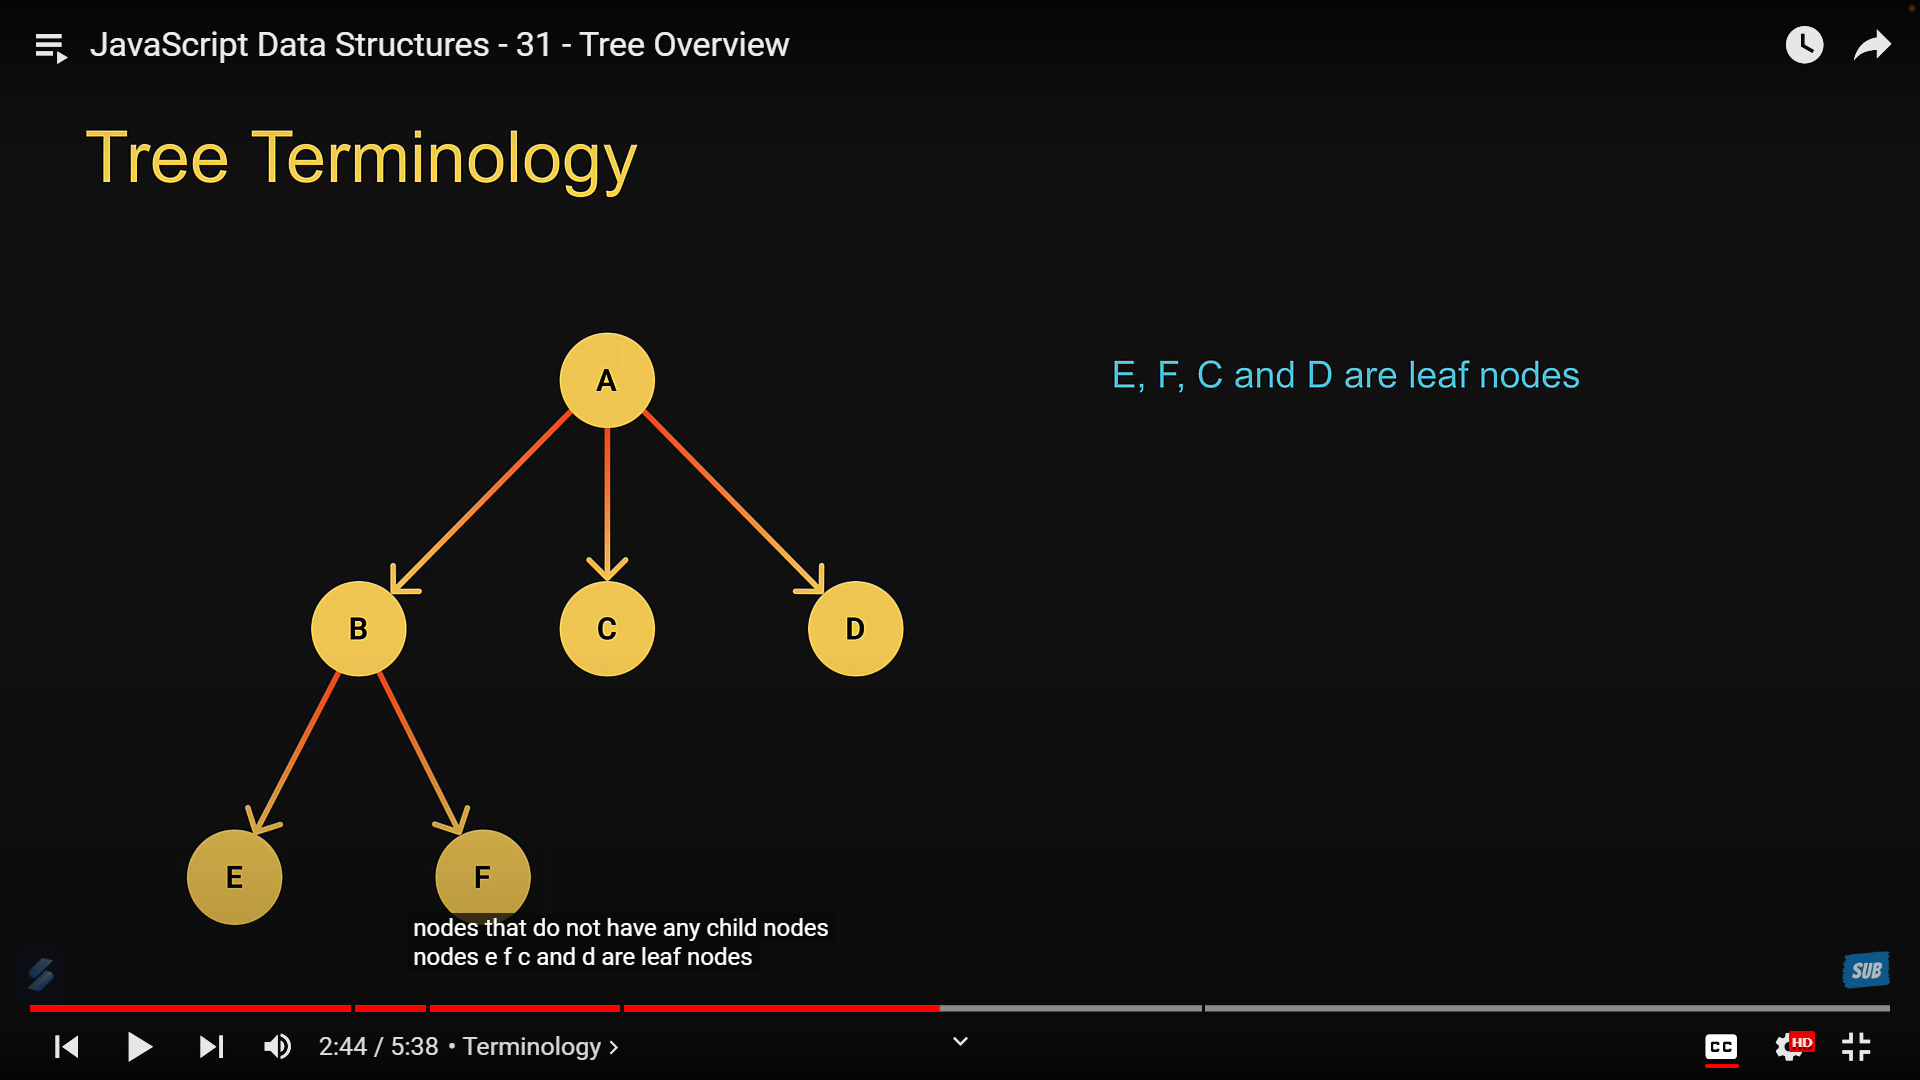 JavaScript Data Structures - 31 - Tree Overview
Tree Terminology
A
E, F, C and D are leaf nodes
B C D
E F
nodes that do not have any child nodes
nodes e f c and d are leaf nodes
SUB
2:44 / 5:38 • Terminology >
CC HD